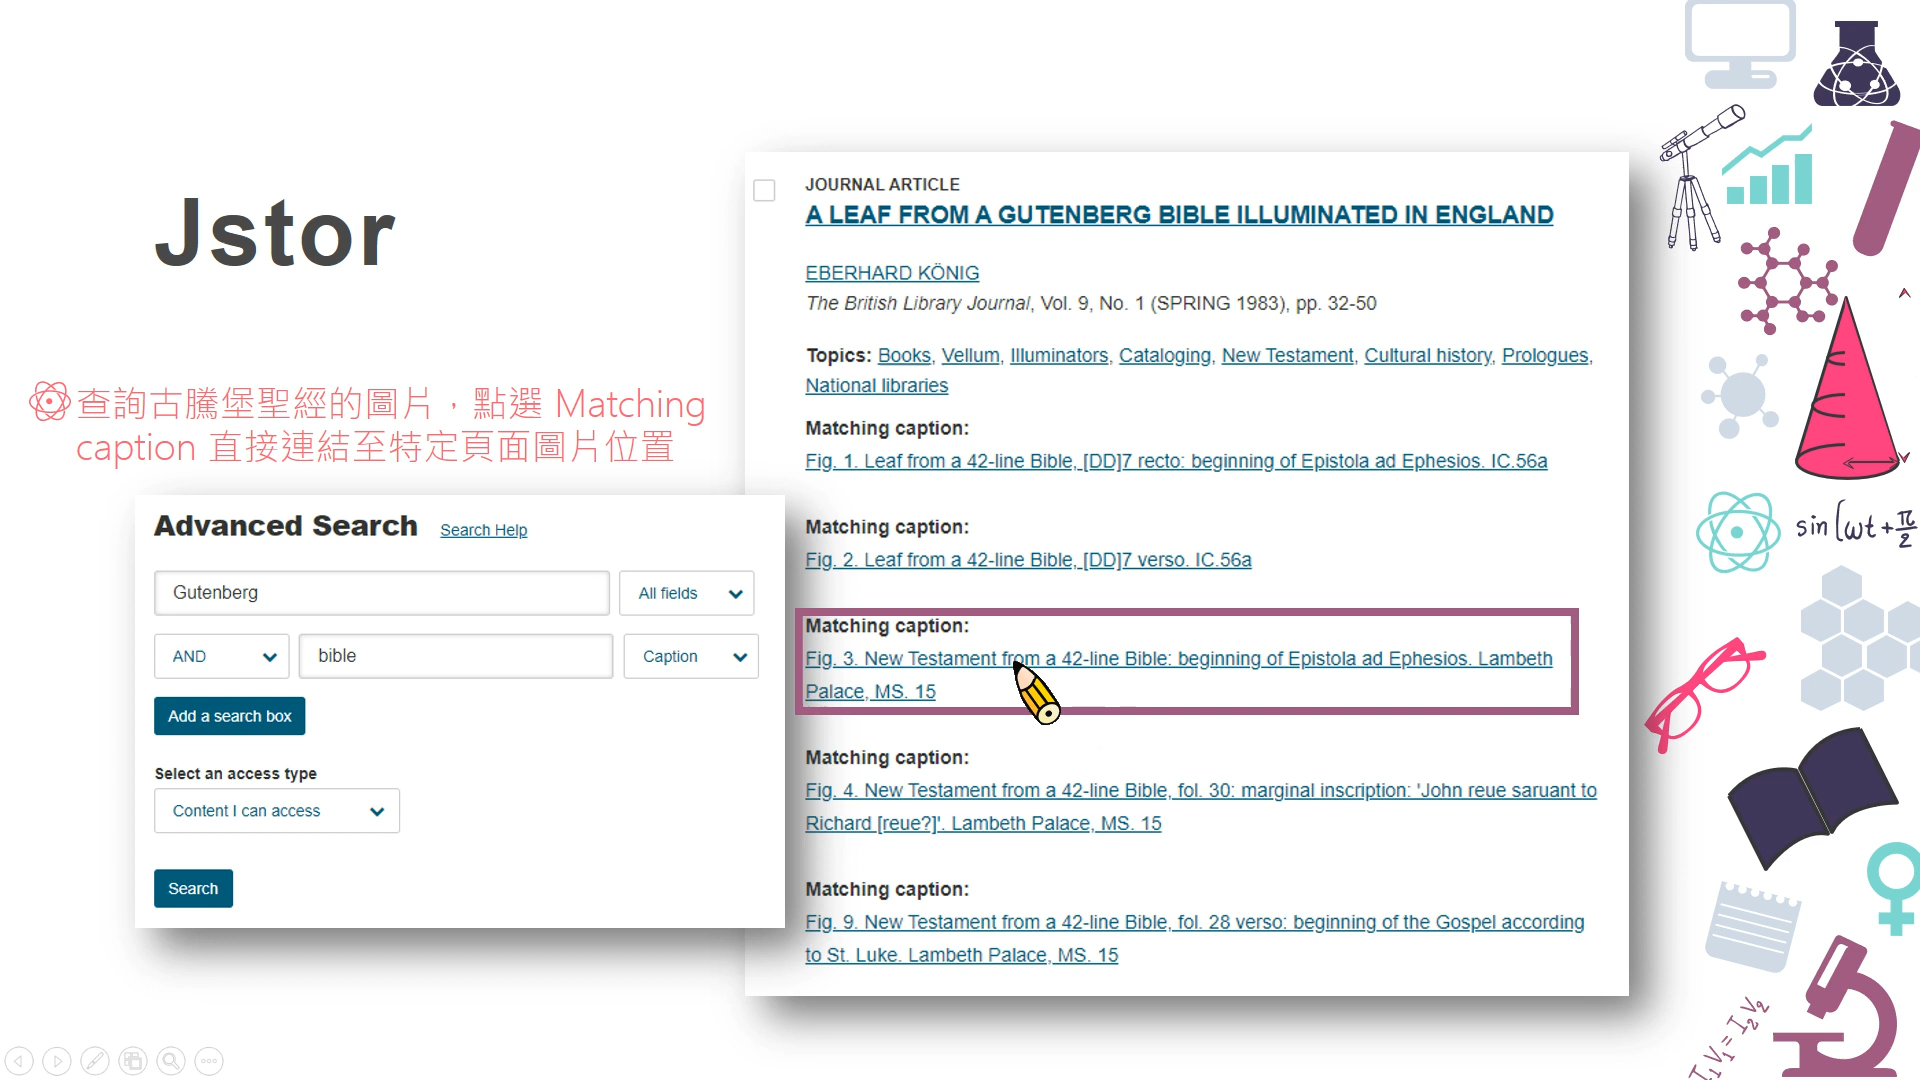 Jstor
查詢古騰堡聖經的圖片，點選 Matching
caption 直接連結至特定頁面圖片位置
Advanced Search
Search Help
Gutenberg
All fields
AND
bible
Caption
Add a search box
Select an access type
Content I can access
Search
JOURNAL ARTICLE
A LEAF FROM A GUTENBERG BIBLE ILLUMINATED IN ENGLAND
EBERHARD KÖNIG
The British Library Journal, Vol. 9, No. 1 (SPRING 1983), pp. 32-50
Topics: Books, Vellum, Illuminators, Cataloging, New Testament, Cultural history, Prologues,
National libraries
Matching caption:
Fig. 1. Leaf from a 42-line Bible, [DD]7 recto: beginning of Epistola ad Ephesios. IC.56a
Matching caption:
Fig. 2. Leaf from a 42-line Bible, [DD]7 verso. IC.56a
Matching caption:
Fig. 3. New Testament from a 42-line Bible: beginning of Epistola ad Ephesios. Lambeth
Palace, MS. 15
Matching caption:
Fig. 4. New Testament from a 42-line Bible, fol. 30: marginal inscription: 'John reue saruant to
Richard [reue?]'. Lambeth Palace, MS. 15
Matching caption:
Fig. 9. New Testament from a 42-line Bible, fol. 28 verso: beginning of the Gospel according
to St. Luke. Lambeth Palace, MS. 15
sin(ωt+π/2
I₁V₁=I₂V₂